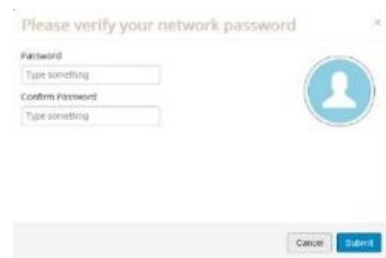 Please verify your network password
×
Password
Type something
Confirm Password
Type something
Cancel
Submit